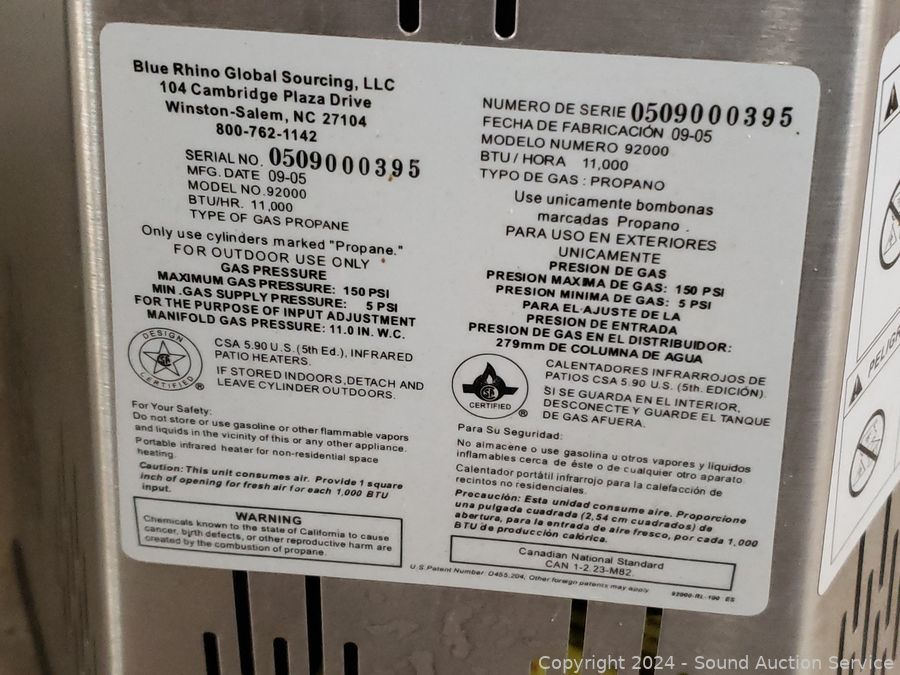 Blue Rhino Global Sourcing, LLC
104 Cambridge Plaza Drive
Winston-Salem, NC 27104
800-762-1142
SERIAL NO. 0509000395
MFG. DATE 09-05
MODEL NO.92000
BTU/HR. 11,000
TYPE OF GAS PROPANE
Only use cylinders marked "Propane."
FOR OUTDOOR USE ONLY
GAS PRESSURE
MAXIMUM GAS PRESSURE: 150 PSI
MIN.GAS SUPPLY PRESSURE: 5 PSI
FOR THE PURPOSE OF INPUT ADJUSTMENT
MANIFOLD GAS PRESSURE: 11.0 IN. W.C.
DESIGN
CERTIFIED
®
CSA 5.90 U.S. (5th Ed.), INFRARED
PATIO HEATERS.
IF STORED INDOORS,DETACH AND
LEAVE CYLINDER OUTDOORS.
For Your Safety:
Do not store or use gasoline or other flammable vapors
and liquids in the vicinity of this or any other appliance.
Portable infrared heater for non-residential space
heating.
Caution: This unit consumes air. Provide 1 square
inch of opening for fresh air for each 1,000 BTU
input.
WARNING
Chemicals known to the state of California to cause
cancer, birth defects, or other reproductive harm are
created by the combustion of propane.
NUMERO DE SERIE 0509000395
FECHA DE FABRICACIÓN 09-05
MODELO NUMERO 92000
BTU / HORA 11,000
TYPO DE GAS : PROPANO
Use unicamente bombonas
marcadas Propano .
PARA USO EN EXTERIORES
UNICAMENTE
PRESION DE GAS
PRESION MAXIMA DE GAS: 150 PSI
PRESION MINIMA DE GAS: 5 PSI
PARA EL AJUSTE DE LA
PRESION DE ENTRADA
PRESION DE GAS EN EL DISTRIBUIDOR:
279mm DE COLUMNA DE AGUA
CERTIFIED
®
CALENTADORES INFRARROJOS DE
PATIOS CSA 5.90 U.S. (5th. EDICIÓN).
SI SE GUARDA EN EL INTERIOR,
DESCONECTE Y GUARDE EL TANQUE
DE GAS AFUERA.
Para Su Seguridad:
No almacene o use gasolina u otros vapores y líquidos
inflamables cerca de éste o de cualquier otro aparato.
Calentador portátil infrarrojo para la calefacción de
recintos no residenciales.
Precaución: Esta unidad consume aire. Proporcione
una pulgada cuadrada (2,54 cm cuadrados) de
abertura, para la entrada de aire fresco, por cada 1,000
BTU de producción calórica.
Canadian National Standard
CAN 1-2.23-M82.
U.S.Patent Number: D455,204, Other foreign patents may apply
92000-RL-100 ES
PELIGR
Copyright © 2024 - Sound Auction Service